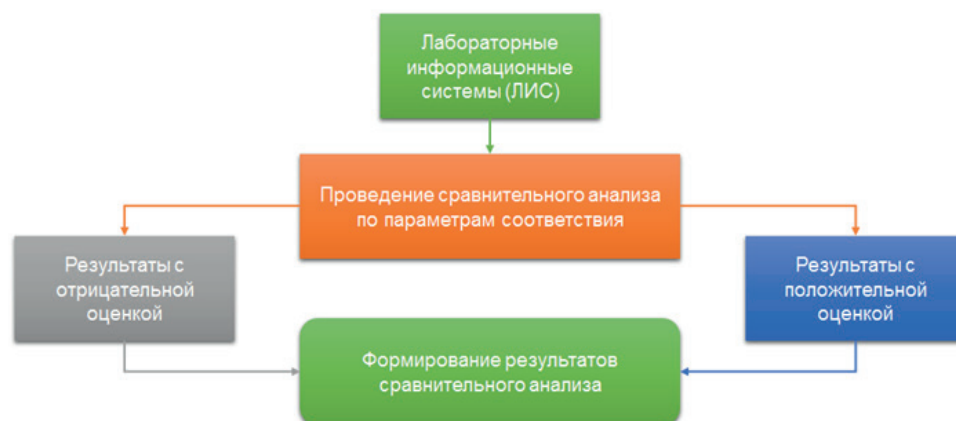 Лабораторные
информационные
системы (ЛИС)
Проведение сравнительного анализа
по параметрам соответствия
Результаты с
отрицательной
оценкой
Результаты с
положительной
оценкой
Формирование результатов
сравнительного анализа